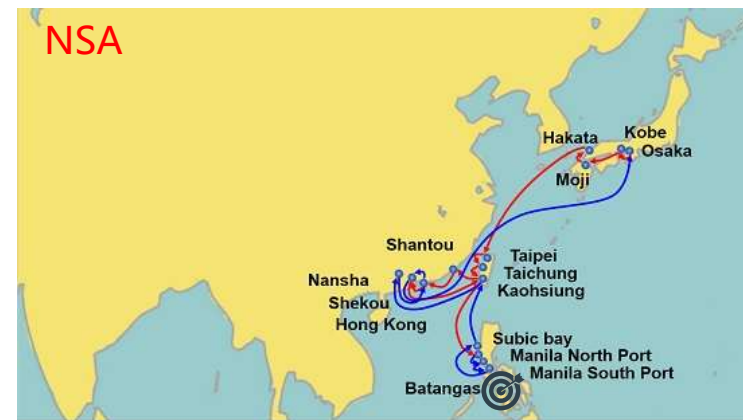 NSA
Hakata
Kobe
Osaka
Moji
Shantou
Taipei
Nansha
Taichung
Shekou
Kaohsiung
Hong Kong
Subic bay
Manila North Port
Manila South Port
Batangas